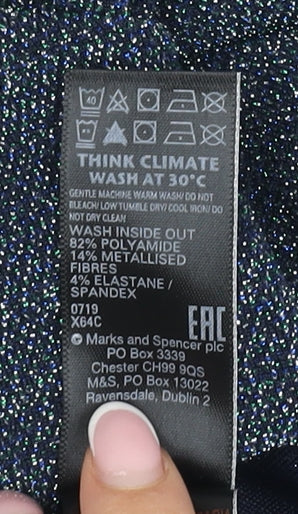 40
THINK CLIMATE
WASH AT 30°C
GENTLE MACHINE WARM WASH/ DO NOT
BLEACH/ LOW TUMBLE DRY/ COOL IRON/ DO
NOT DRY CLEAN
WASH INSIDE OUT
82% POLYAMIDE
14% METALLISED
FIBRES
4% ELASTANE /
SPANDEX
0719
X64C
EAC
Marks and Spencer plc
PO Box 3339
Chester CH99 9QS
M&S, PO Box 13022
Ravensdale, Dublin 2